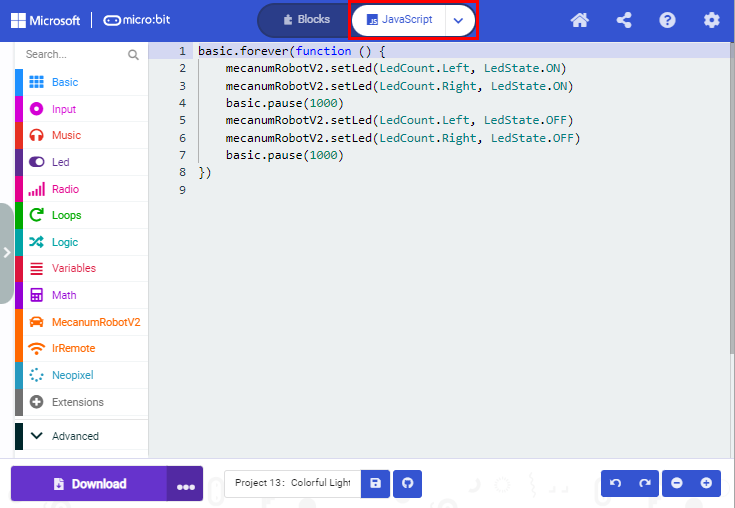 Microsoft micro:bit Blocks JS JavaScript
Search...
Basic
Input
Music
Led
Radio
Loops
Logic
Variables
Math
MecanumRobotV2
IrRemote
Neopixel
Extensions
Advanced
1 basic.forever(function () {
2 mecanumRobotV2.setLed(LedCount.Left, LedState.ON)
3 mecanumRobotV2.setLed(LedCount.Right, LedState.ON)
4 basic.pause(1000)
5 mecanumRobotV2.setLed(LedCount.Left, LedState.OFF)
6 mecanumRobotV2.setLed(LedCount.Right, LedState.OFF)
7 basic.pause(1000)
8 })
9
Download
Project 13: Colorful Light